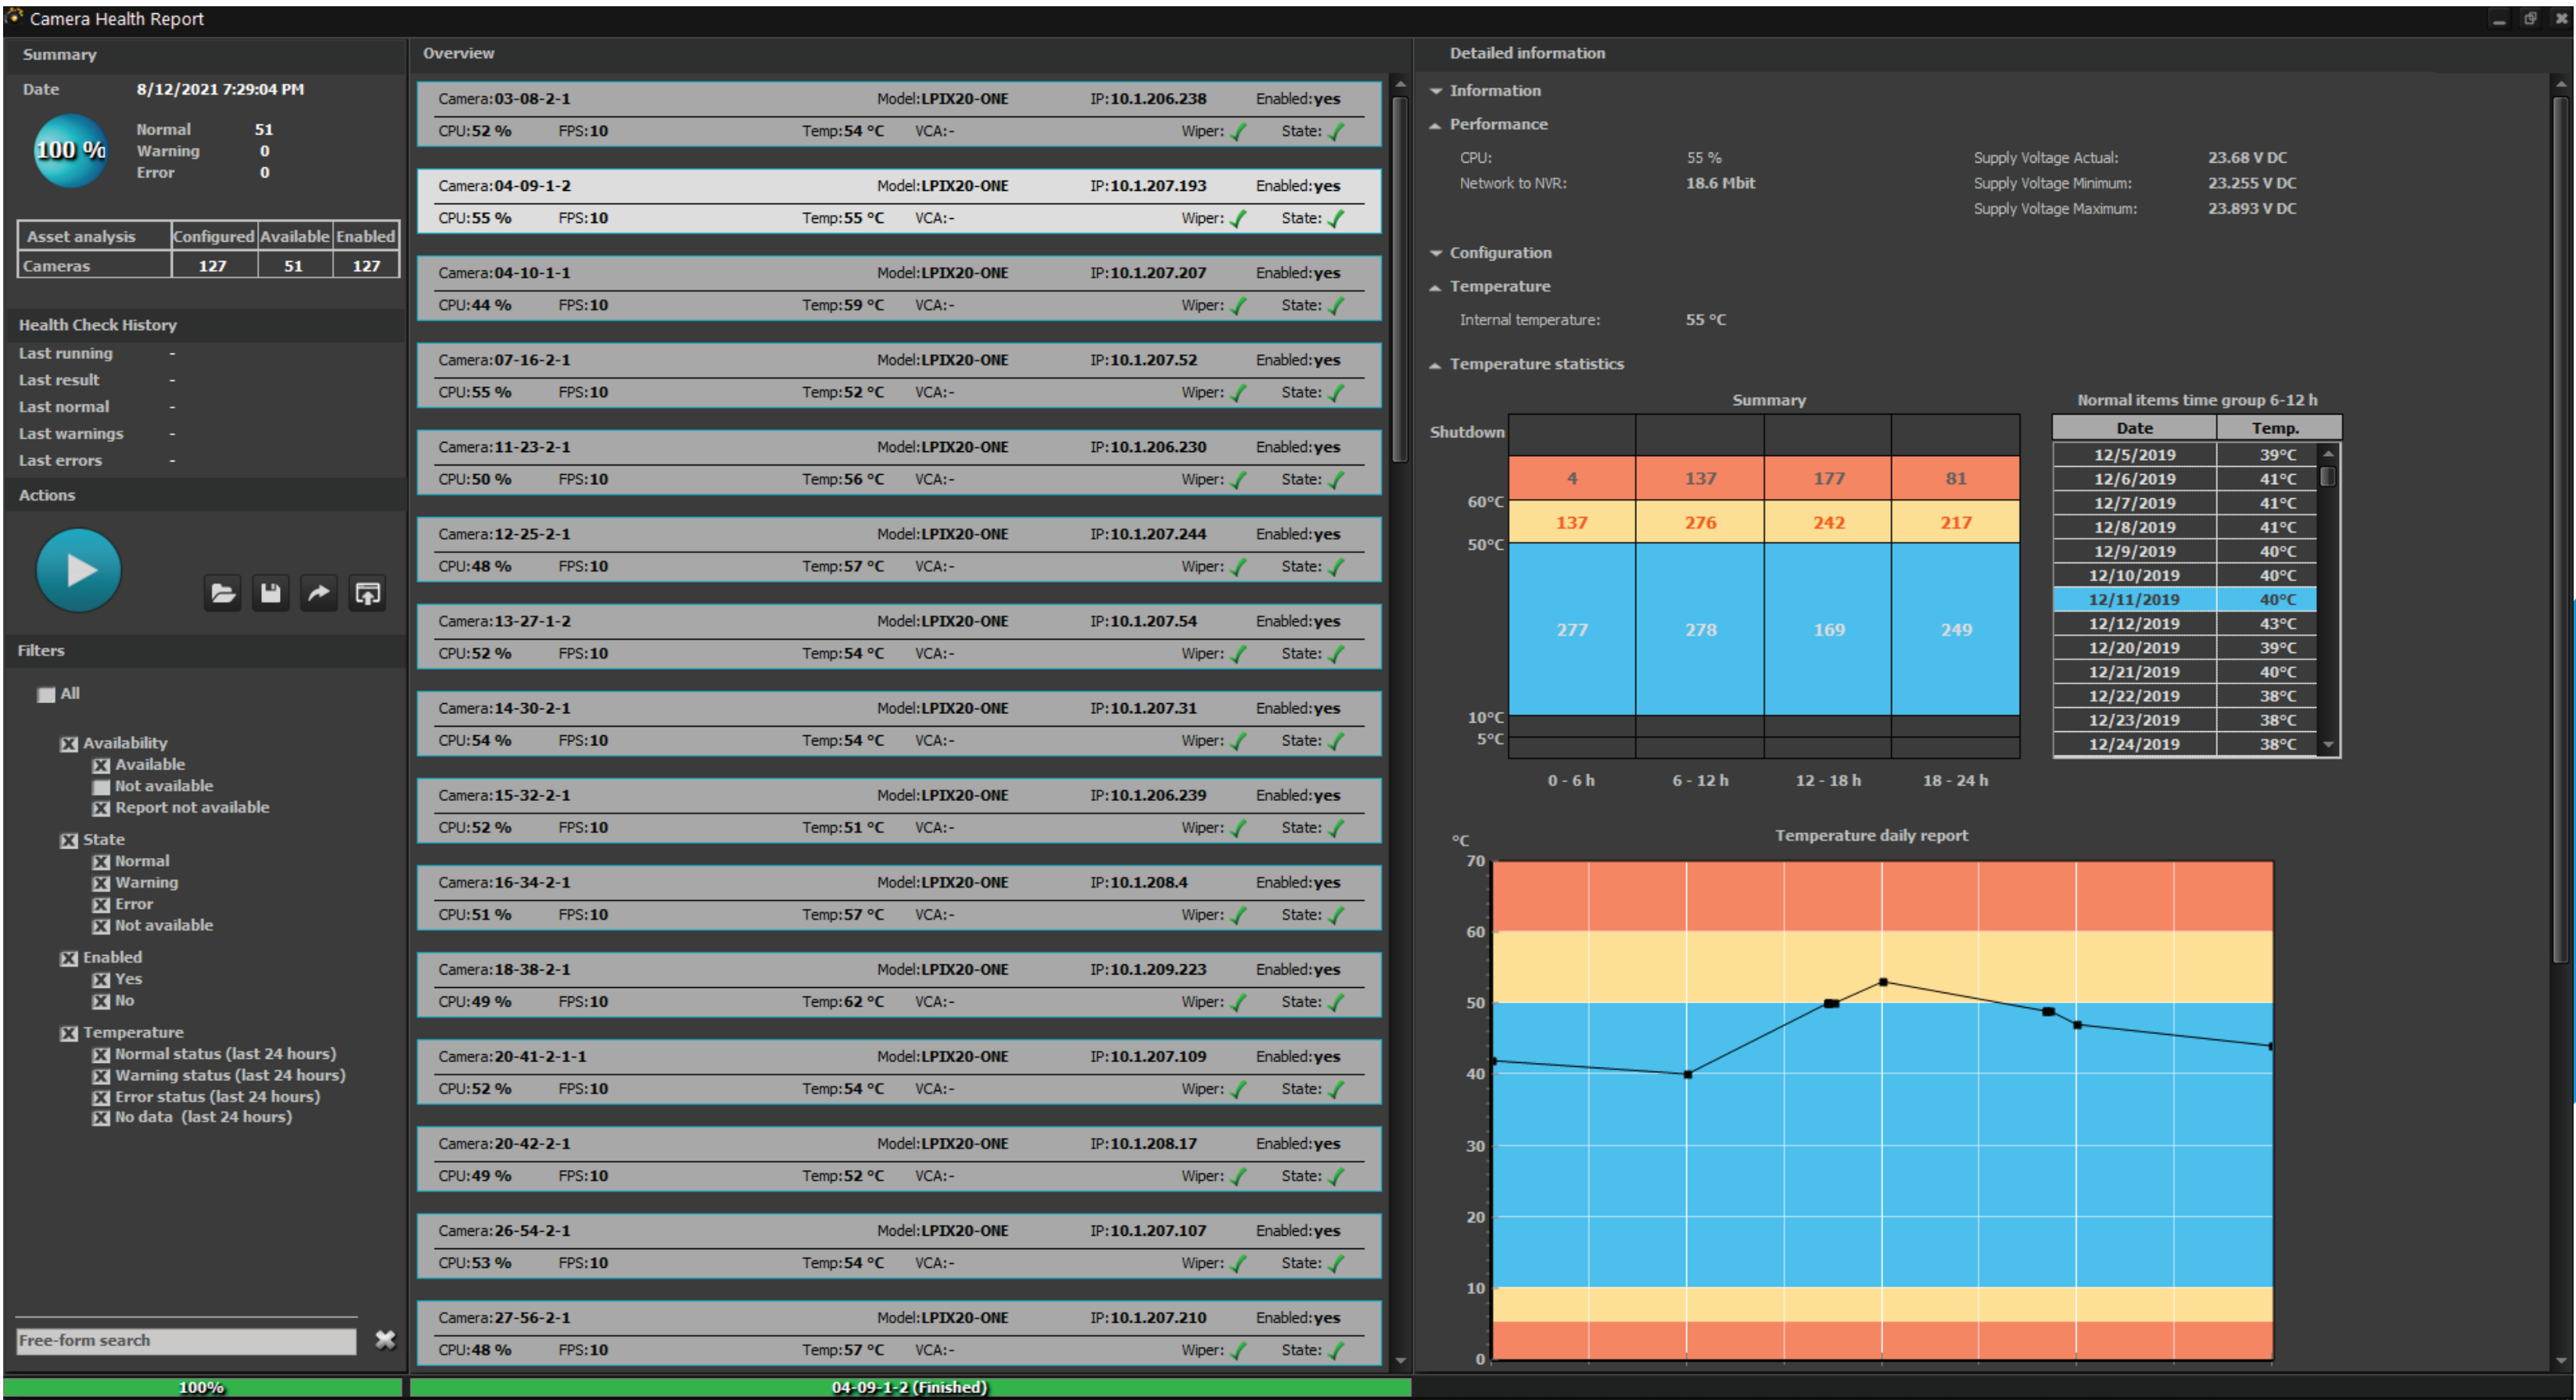 Camera Health Report
Summary
Date 8/12/2021 7:29:04 PM
100 %
Normal 51
Warning 0
Error 0
Asset analysis Configured Available Enabled
Cameras 127 51 127
Health Check History
Last running -
Last result -
Last normal -
Last warnings -
Last errors -
Actions
Filters
All
Availability
Available
Not available
Report not available
State
Normal
Warning
Error
Not available
Enabled
Yes
No
Temperature
Normal status (last 24 hours)
Warning status (last 24 hours)
Error status (last 24 hours)
No data (last 24 hours)
Free-form search
100%
Overview
Camera:03-08-2-1 Model:LPIX20-ONE IP:10.1.206.238 Enabled:yes
CPU:52 % FPS:10 Temp:54 °C VCA:- Wiper: State:
Camera:04-09-1-2 Model:LPIX20-ONE IP:10.1.207.193 Enabled:yes
CPU:55 % FPS:10 Temp:55 °C VCA:- Wiper: State:
Camera:04-10-1-1 Model:LPIX20-ONE IP:10.1.207.207 Enabled:yes
CPU:44 % FPS:10 Temp:59 °C VCA:- Wiper: State:
Camera:07-16-2-1 Model:LPIX20-ONE IP:10.1.207.52 Enabled:yes
CPU:55 % FPS:10 Temp:52 °C VCA:- Wiper: State:
Camera:11-23-2-1 Model:LPIX20-ONE IP:10.1.206.230 Enabled:yes
CPU:50 % FPS:10 Temp:56 °C VCA:- Wiper: State:
Camera:12-25-2-1 Model:LPIX20-ONE IP:10.1.207.244 Enabled:yes
CPU:48 % FPS:10 Temp:57 °C VCA:- Wiper: State:
Camera:13-27-1-2 Model:LPIX20-ONE IP:10.1.207.54 Enabled:yes
CPU:52 % FPS:10 Temp:54 °C VCA:- Wiper: State:
Camera:14-30-2-1 Model:LPIX20-ONE IP:10.1.207.31 Enabled:yes
CPU:54 % FPS:10 Temp:54 °C VCA:- Wiper: State:
Camera:15-32-2-1 Model:LPIX20-ONE IP:10.1.206.239 Enabled:yes
CPU:52 % FPS:10 Temp:51 °C VCA:- Wiper: State:
Camera:16-34-2-1 Model:LPIX20-ONE IP:10.1.208.4 Enabled:yes
CPU:51 % FPS:10 Temp:57 °C VCA:- Wiper: State:
Camera:18-38-2-1 Model:LPIX20-ONE IP:10.1.209.223 Enabled:yes
CPU:49 % FPS:10 Temp:62 °C VCA:- Wiper: State:
Camera:20-41-2-1-1 Model:LPIX20-ONE IP:10.1.207.109 Enabled:yes
CPU:52 % FPS:10 Temp:54 °C VCA:- Wiper: State:
Camera:20-42-2-1 Model:LPIX20-ONE IP:10.1.208.17 Enabled:yes
CPU:49 % FPS:10 Temp:52 °C VCA:- Wiper: State:
Camera:26-54-2-1 Model:LPIX20-ONE IP:10.1.207.107 Enabled:yes
CPU:53 % FPS:10 Temp:54 °C VCA:- Wiper: State:
Camera:27-56-2-1 Model:LPIX20-ONE IP:10.1.207.210 Enabled:yes
CPU:48 % FPS:10 Temp:57 °C VCA:- Wiper: State:
04-09-1-2 (Finished)
Detailed information
Information
Performance
CPU: 55 % Supply Voltage Actual: 23.68 V DC
Network to NVR: 18.6 Mbit Supply Voltage Minimum: 23.255 V DC
Supply Voltage Maximum: 23.893 V DC
Configuration
Temperature
Internal temperature: 55 °C
Temperature statistics
Summary
Shutdown
4 137 177 81
60°C
137 276 242 217
50°C
277 278 169 249
10°C
5°C
0 - 6 h 6 - 12 h 12 - 18 h 18 - 24 h
Normal items time group 6-12 h
Date Temp.
12/5/2019 39°C
12/6/2019 41°C
12/7/2019 41°C
12/8/2019 41°C
12/9/2019 40°C
12/10/2019 40°C
12/11/2019 40°C
12/12/2019 43°C
12/20/2019 39°C
12/21/2019 40°C
12/22/2019 38°C
12/23/2019 38°C
12/24/2019 38°C
Temperature daily report
°C
70
60
50
40
30
20
10
0